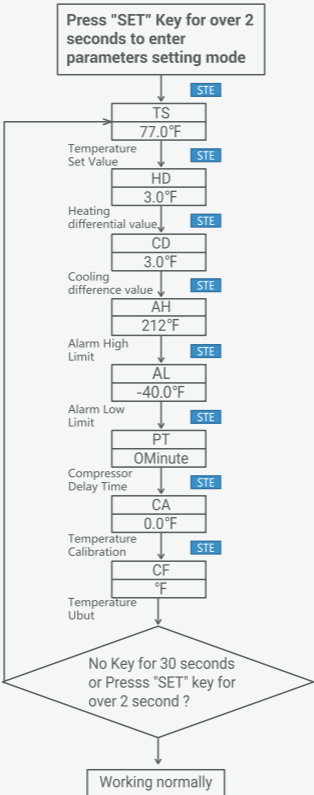 Press "SET" Key for over 2
seconds to enter
parameters setting mode
STE
TS
77.0°F
Temperature
Set Value
STE
HD
3.0°F
Heating
differential value
STE
CD
3.0°F
Cooling
difference value
STE
AH
212°F
Alarm High
Limit
STE
AL
-40.0°F
Alarm Low
Limit
STE
PT
0Minute
Compressor
Delay Time
STE
CA
0.0°F
Temperature
Calibration
STE
CF
°F
Temperature
Ubut
No Key for 30 seconds
or Presss "SET" key for
over 2 second ?
Working normally